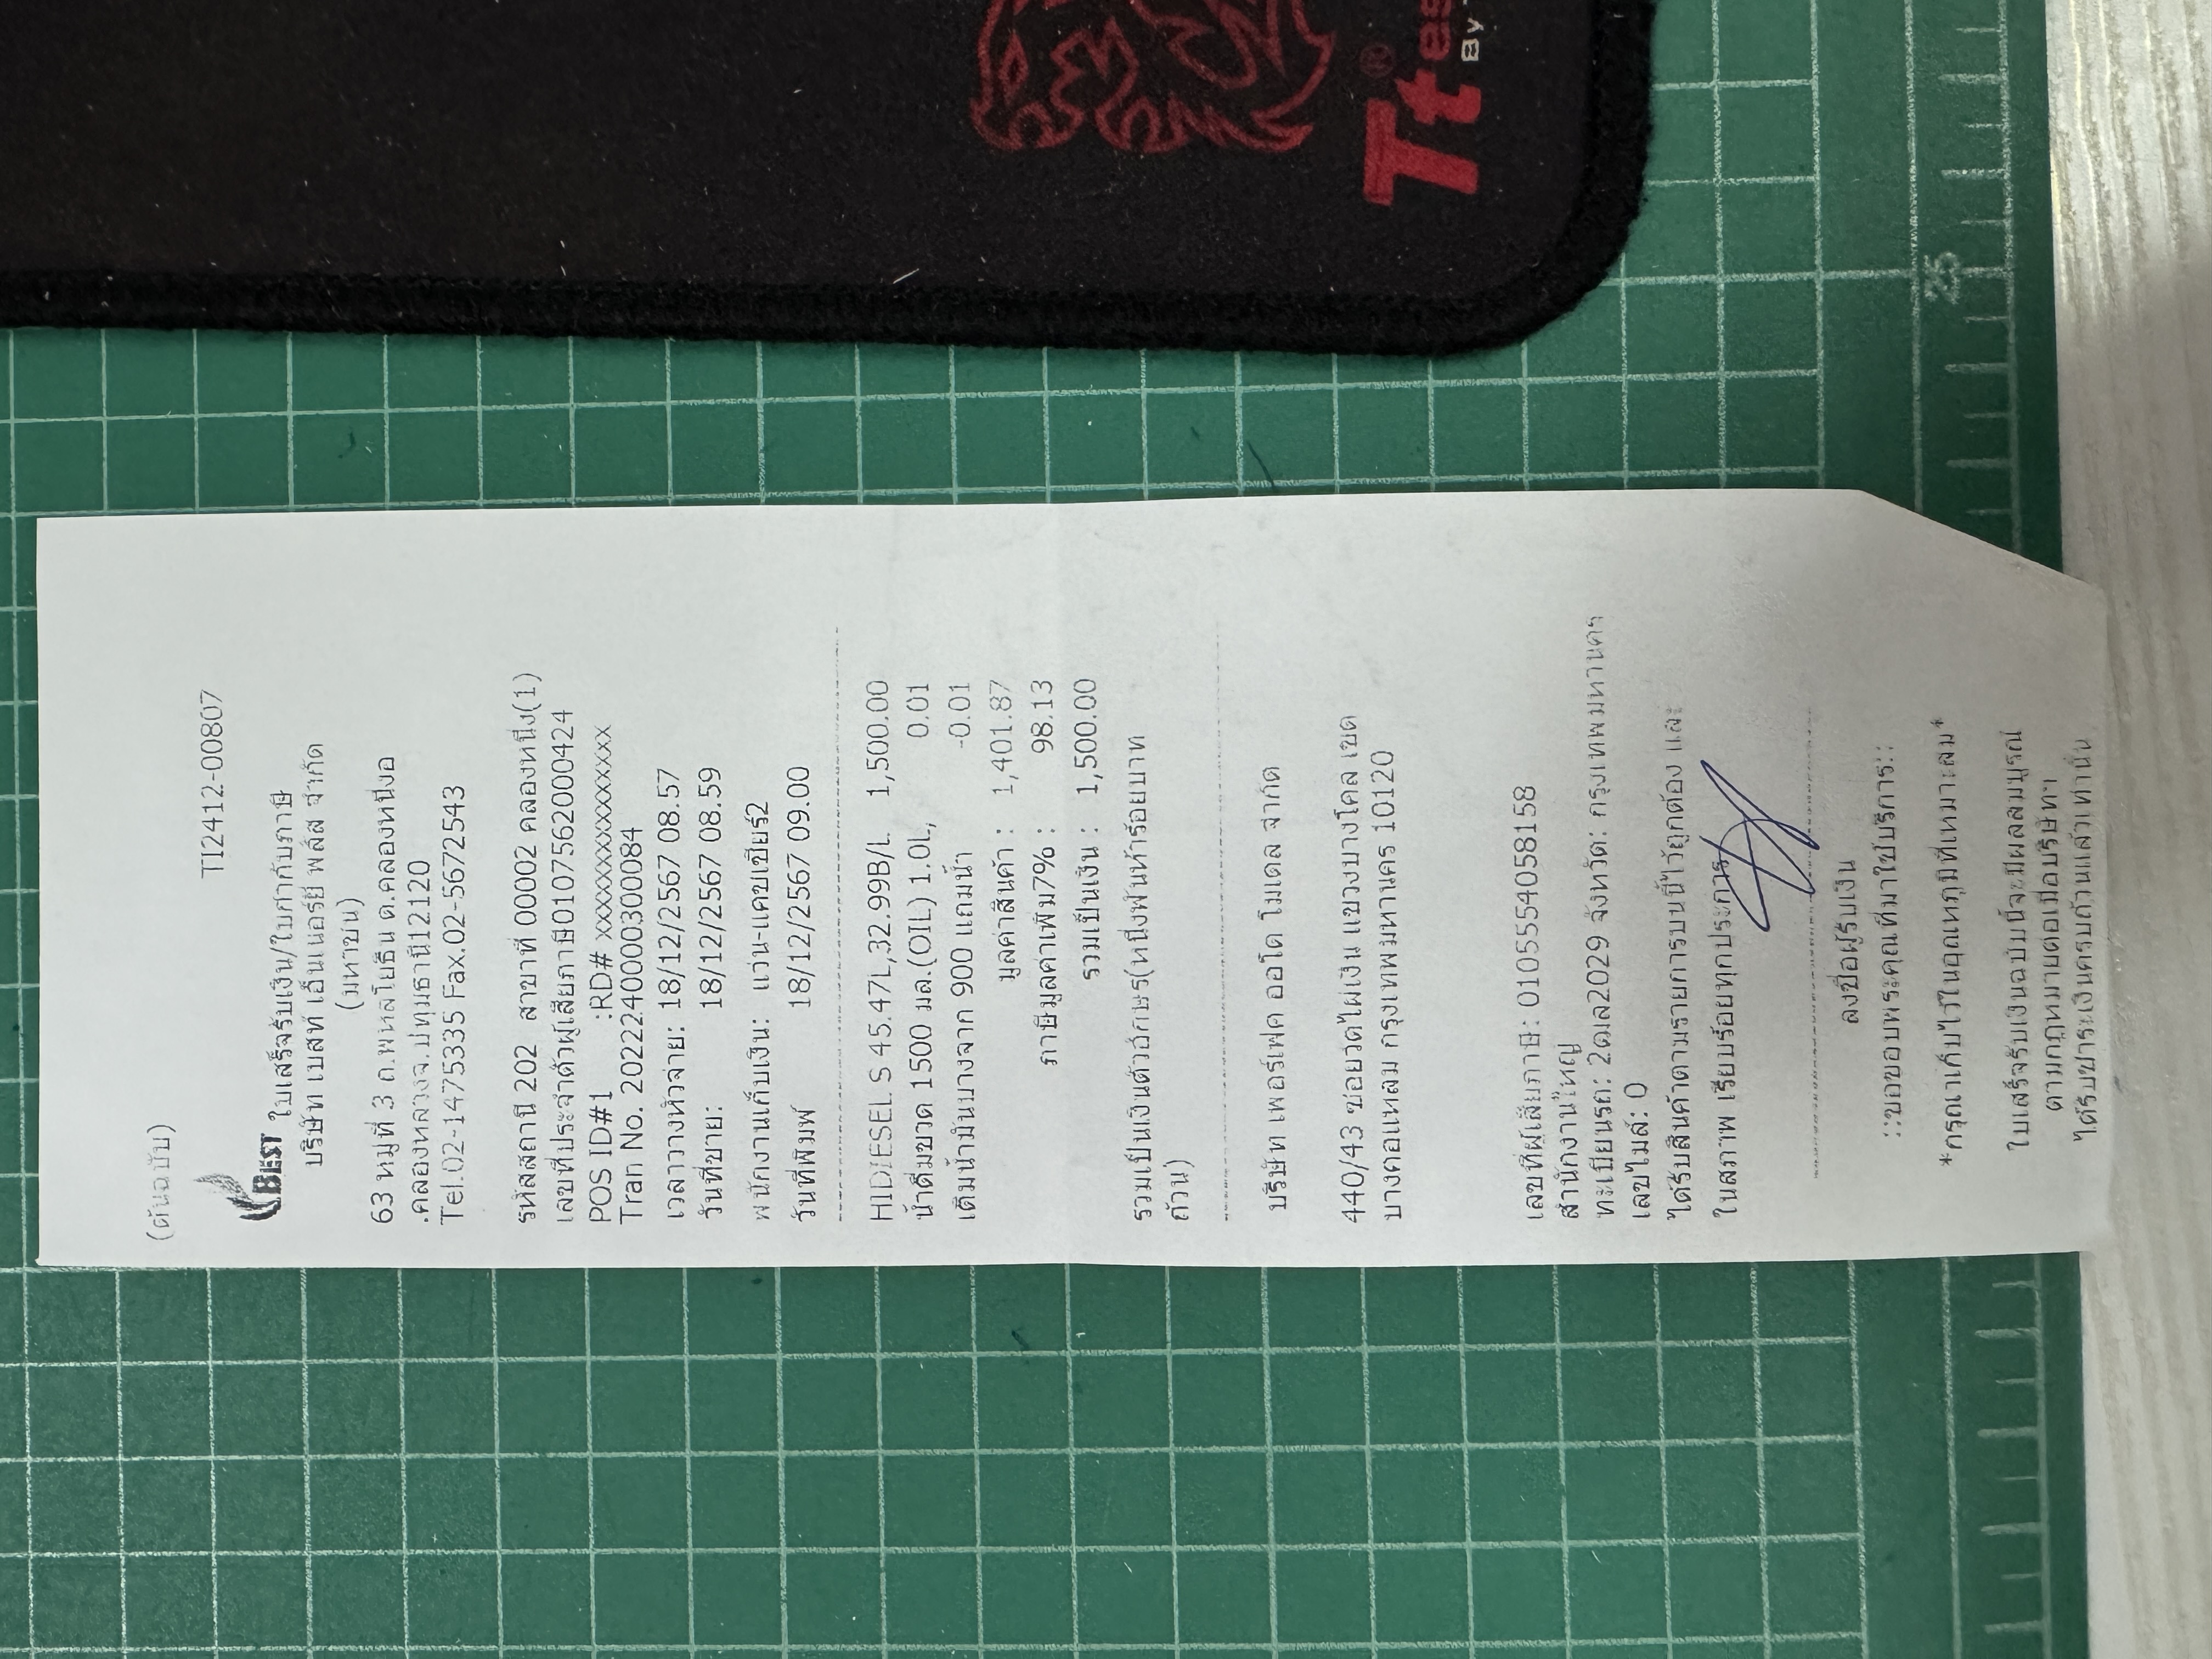 (ต้นฉบับ)
TI2412-00807
BEST
ใบเสร็จรับเงิน/ใบกำกับภาษี
บริษัท เบสท์ เอ็นเนอร์ยี่ พลัส จำกัด
(มหาชน)
63 หมู่ที่ 3 ถ.พหลโยธิน ต.คลองหนึ่งอ
.คลองหลวงจ.ปทุมธานี12120
Tel.02-1475335 Fax.02-5672543
รหัสสถานี 202 สาขาที่ 00002 คลองหนึ่ง(1)
เลขที่ประจำตัวผู้เสียภาษี0107562000424
POS ID#1 :RD# xxxxxxxxxxxxxxx
Tran No. 2022240000300084
เวลาวางหัวจ่าย: 18/12/2567 08.57
วันที่ขาย: 18/12/2567 08.59
พนักงานเก็บเงิน: แว่น-แคชเชียร์2
วันที่พิมพ์ 18/12/2567 09.00
HIDIESEL S 45.47L,32.99B/L 1,500.00
น้ำดื่มขวด 1500 มล.(OIL) 1.0L, 0.01
เติมน้ำมันบางจาก 900 แถมน้ำ -0.01
มูลค่าสินค้า : 1,401.87
ภาษีมูลค่าเพิ่ม7% : 98.13
รวมเป็นเงิน : 1,500.00
รวมเป็นเงินตัวอักษร(หนึ่งพันห้าร้อยบาท
ถ้วน)
บริษัท เพอร์เฟค ออโต โมเดล จำกัด
440/43 ซอยวัดไผ่เงิน แขวงบางโคล่ เขต
บางคอแหลม กรุงเทพมหานคร 10120
เลขที่ผู้เสียภาษี: 0105554058158
สำนักงานใหญ่
ทะเบียนรถ: 2ฒล2029 จังหวัด: กรุงเทพมหานคร
เลขไมล์: 0
ได้รับสินค้าตามรายการบนนี้ไว้ถูกต้อง และ
ในสภาพ เรียบร้อยทุกประการ
ลงชื่อผู้รับเงิน
::ขอขอบพระคุณที่มาใช้บริการ::
*กรุณาเก็บไว้ในอุณหภูมิที่เหมาะสม*
ใบเสร็จรับเงินฉบับนี้จะมีผลสมบูรณ์
ตามกฎหมายต่อเมื่อบริษัทฯ
ได้รับชำระเงินครบถ้วนแล้วเท่านั้น
25
Tt®es
By T